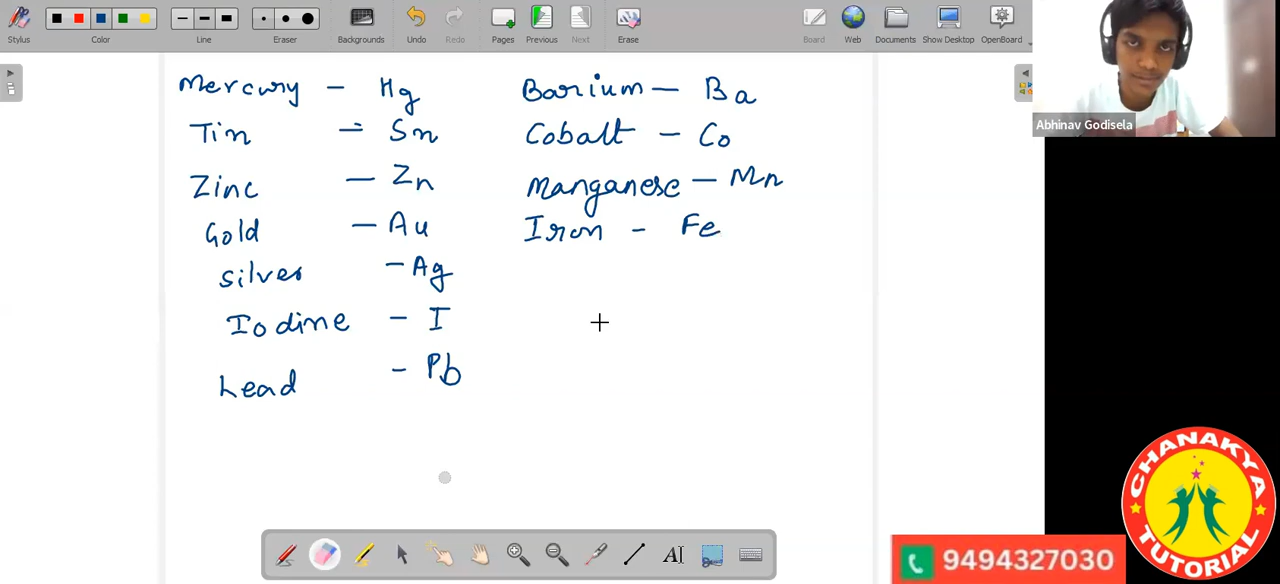 Stylus
Color
Line
Eraser
Backgrounds
Undo
Redo
Pages
Previous
Next
Erase
Board
Web
Documents
Show Desktop
OpenBoard
Abhinav Godisela
Mercury - Hg
Tin - Sn
Zinc - Zn
Gold - Au
Silver - Ag
Iodine - I
Lead - Pb
Barium - Ba
Cobalt - Co
Manganese - Mn
Iron - Fe
AI
CHANAKYA
TUTORIAL
9494327030